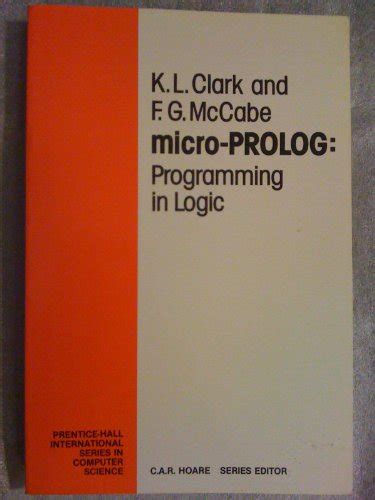 K.L. Clark and
F.G. McCabe
micro-PROLOG:
Programming
in Logic
PRENTICE-HALL
INTERNATIONAL
SERIES IN
COMPUTER
SCIENCE
C.A.R. HOARE SERIES EDITOR